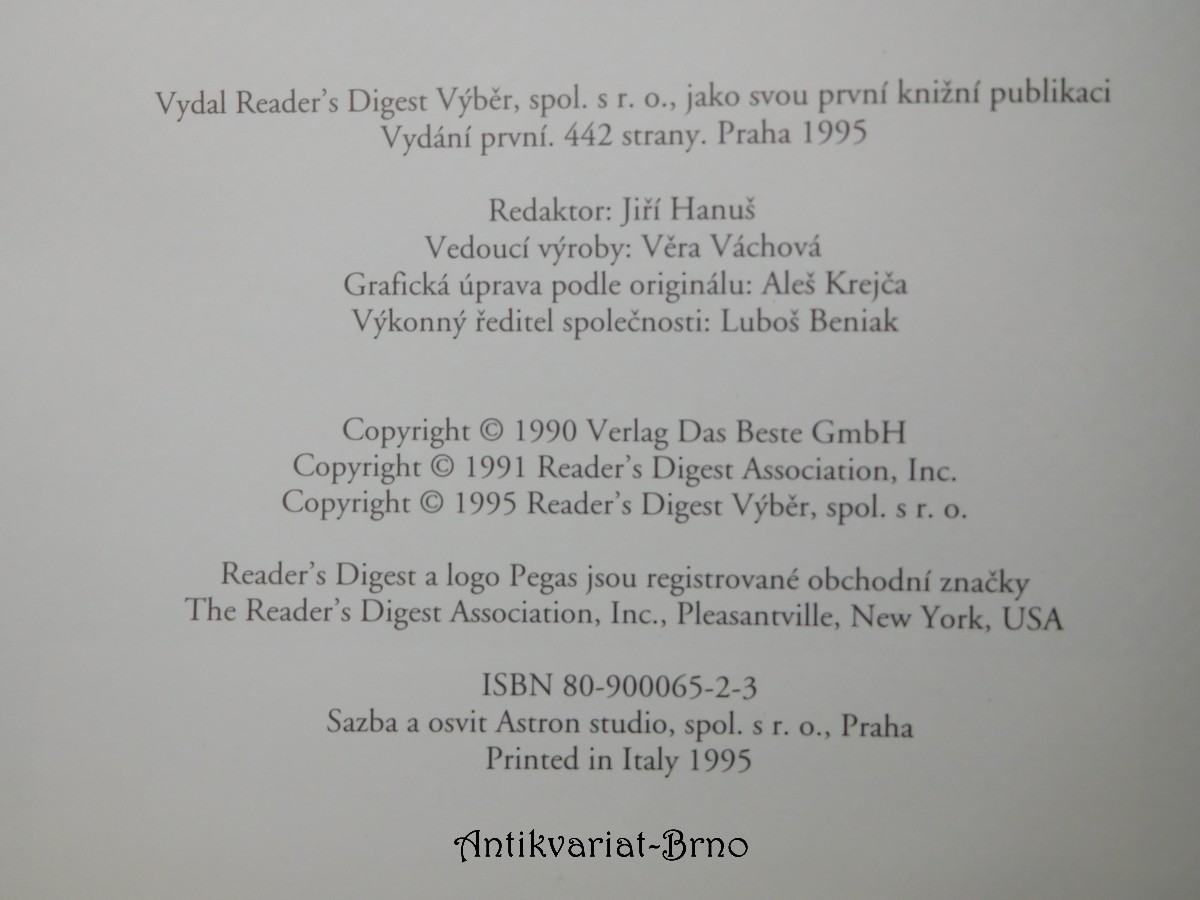 Vydal Reader's Digest Výběr, spol. s r. o., jako svou první knižní publikaci
Vydání první. 442 strany. Praha 1995
Redaktor: Jiří Hanuš
Vedoucí výroby: Věra Váchová
Grafická úprava podle originálu: Aleš Krejča
Výkonný ředitel společnosti: Luboš Beniak
Copyright © 1990 Verlag Das Beste GmbH
Copyright © 1991 Reader's Digest Association, Inc.
Copyright © 1995 Reader's Digest Výběr, spol. s r. o.
Reader's Digest a logo Pegas jsou registrované obchodní značky
The Reader's Digest Association, Inc., Pleasantville, New York, USA
ISBN 80-900065-2-3
Sazba a osvit Astron studio, spol. s r. o., Praha
Printed in Italy 1995
Antikvariat-Brno